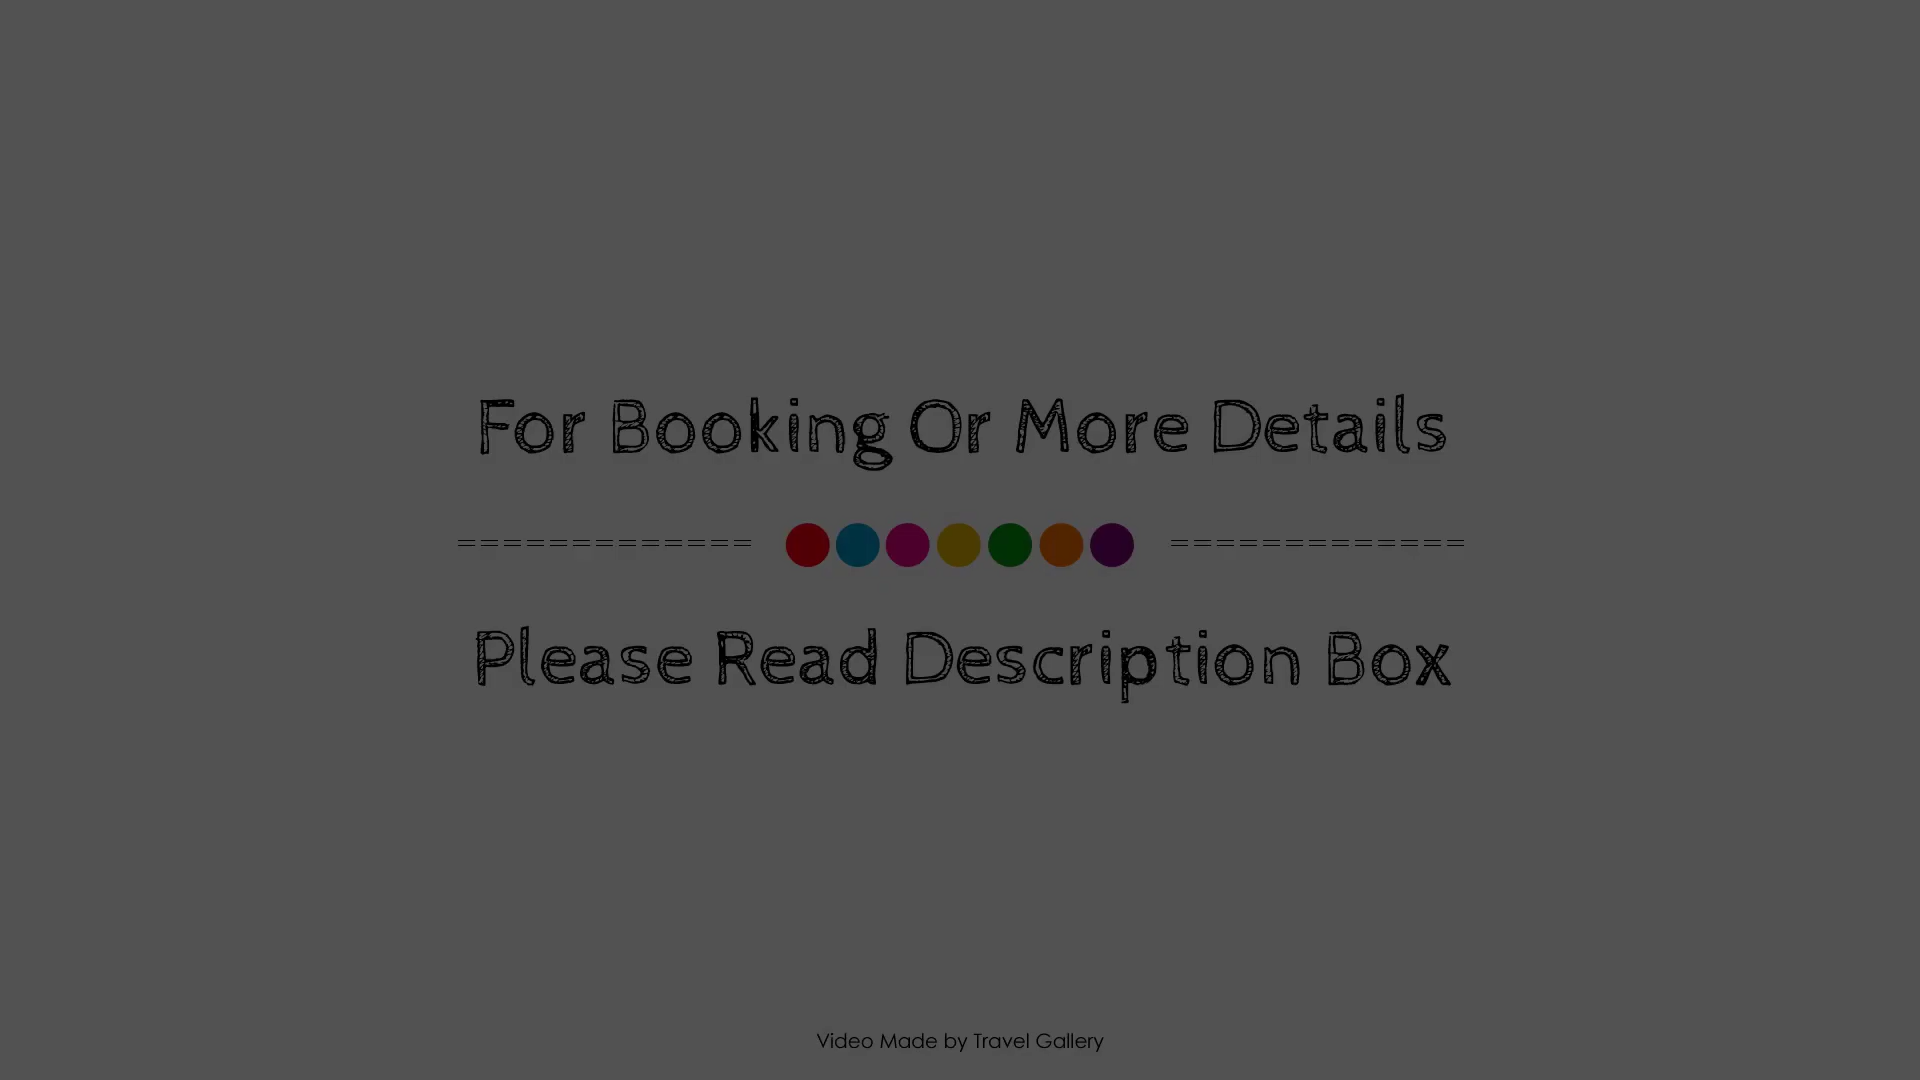 For Booking Or More Details
============= =============
Please Read Description Box
Video Made by Travel Gallery